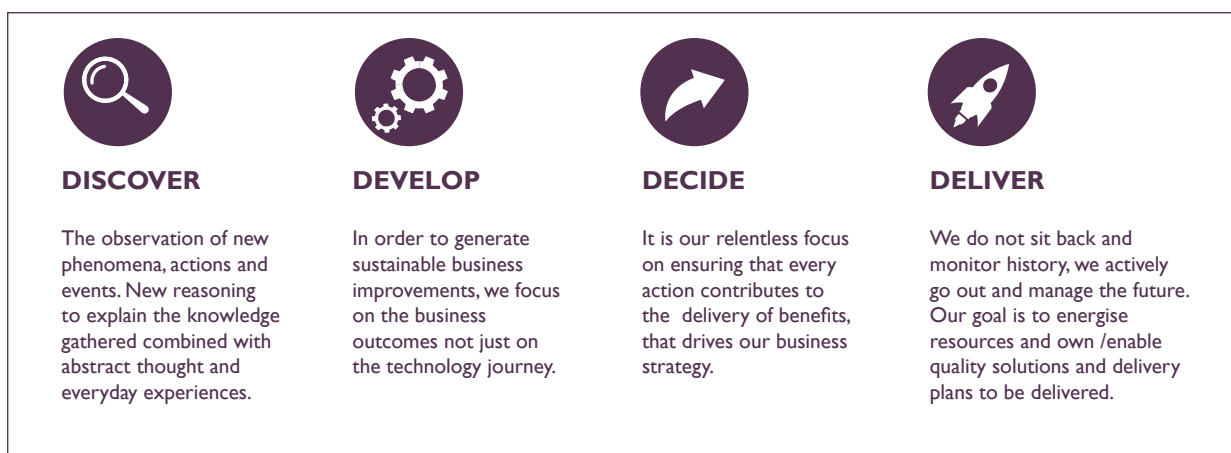 DISCOVER
The observation of new
phenomena, actions and
events. New reasoning
to explain the knowledge
gathered combined with
abstract thought and
everyday experiences.
DEVELOP
In order to generate
sustainable business
improvements, we focus
on the business
outcomes not just on
the technology journey.
DECIDE
It is our relentless focus
on ensuring that every
action contributes to
the  delivery of benefits,
that drives our business
strategy.
DELIVER
We do not sit back and
monitor history, we actively
go out and manage the future.
Our goal is to energise
resources and own /enable
quality solutions and delivery
plans to be delivered.